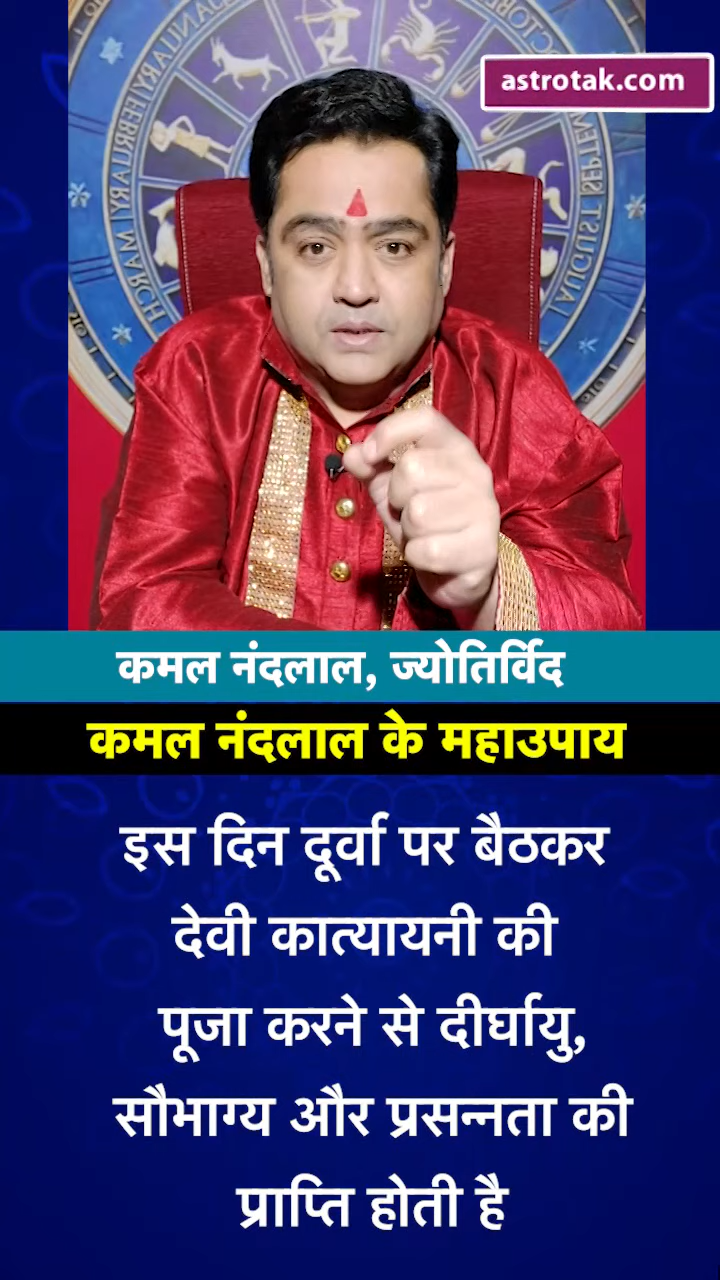 astrotak.com
कमल नंदलाल, ज्योतिर्विद
कमल नंदलाल के महाउपाय
इस दिन दूर्वा पर बैठकर
देवी कात्यायनी की
पूजा करने से दीर्घायु,
सौभाग्य और प्रसन्नता की
प्राप्ति होती है